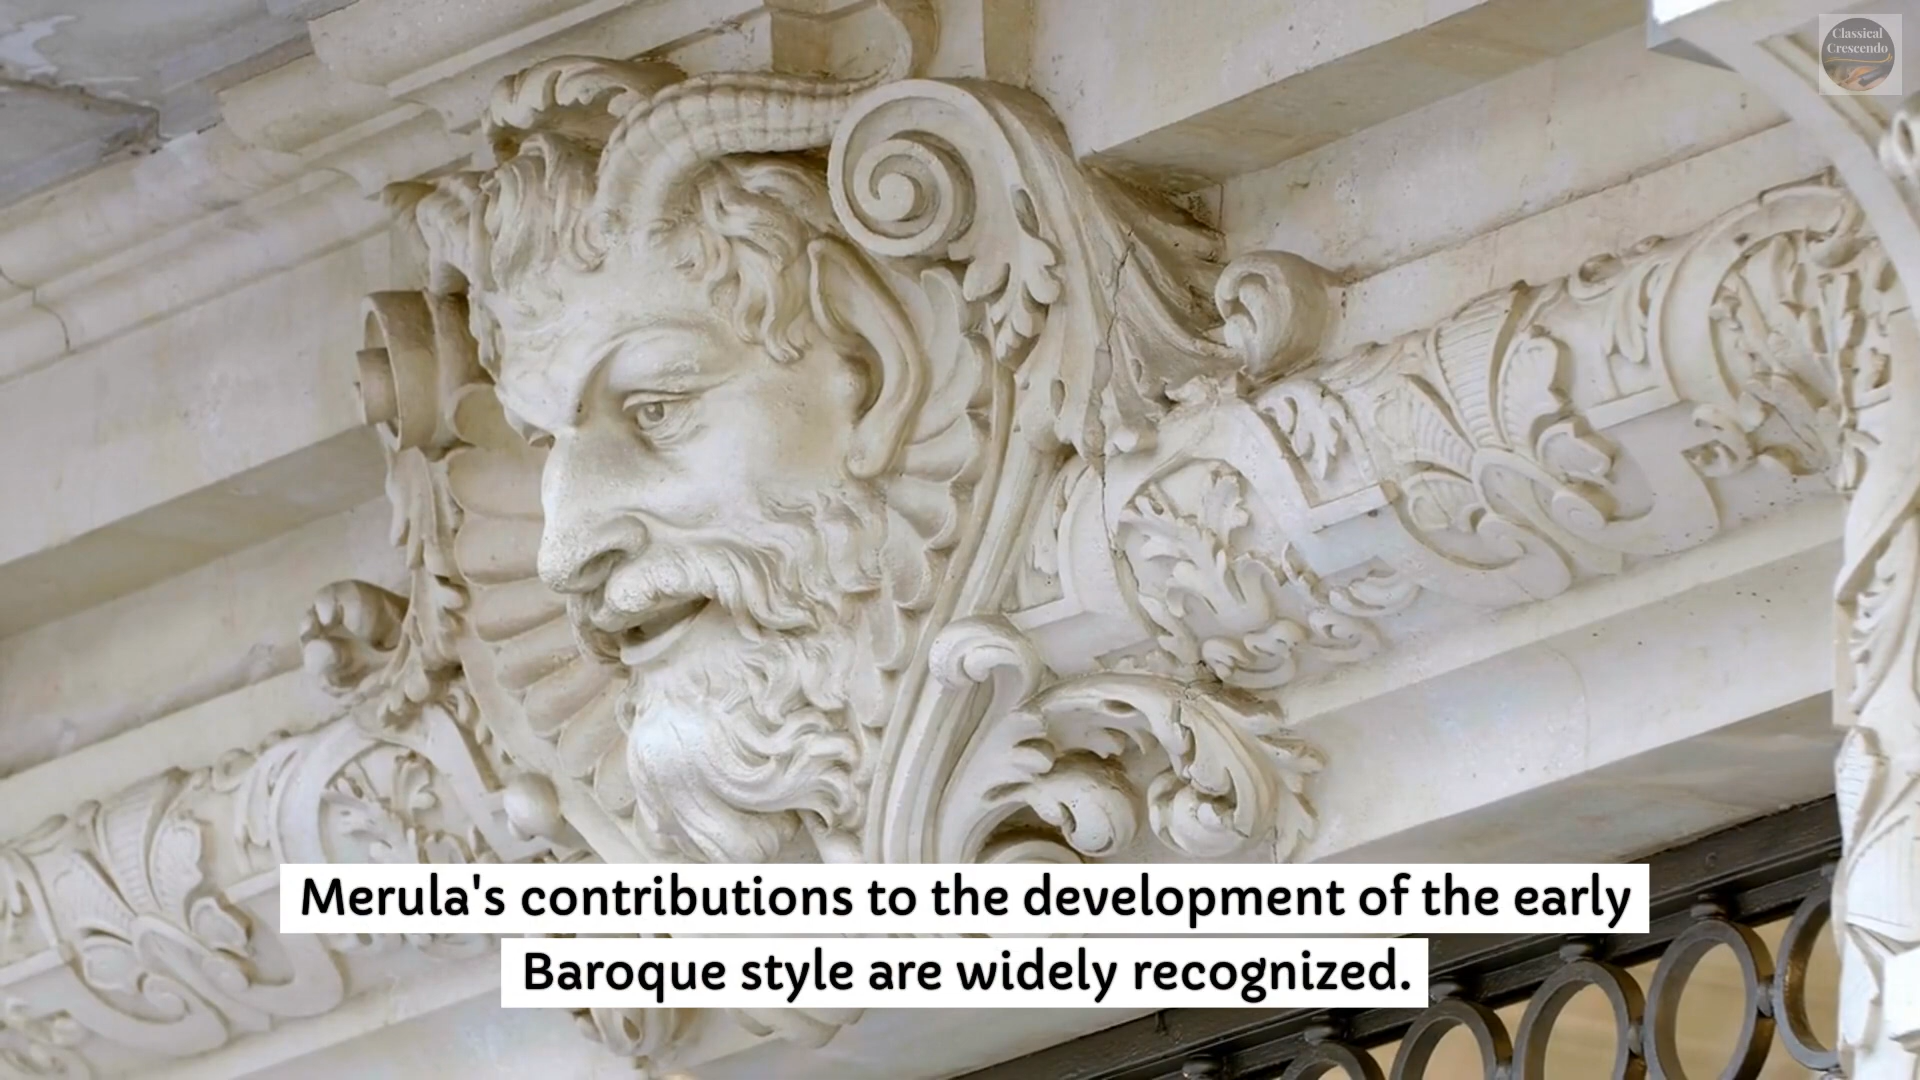 Classical
Crescendo
Merula's contributions to the development of the early
Baroque style are widely recognized.